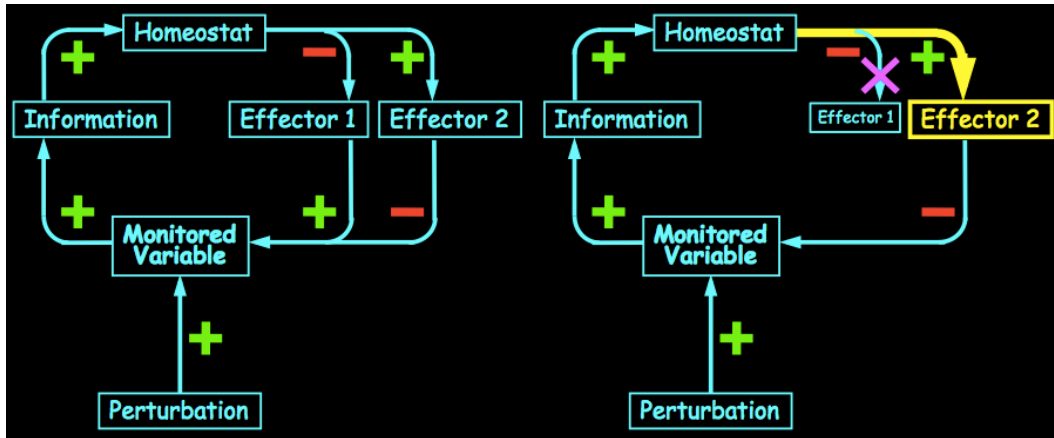 Homeostat
Information
Effector 1
Effector 2
Monitored
Variable
Perturbation
Homeostat
Information
Effector 1
Effector 2
Monitored
Variable
Perturbation